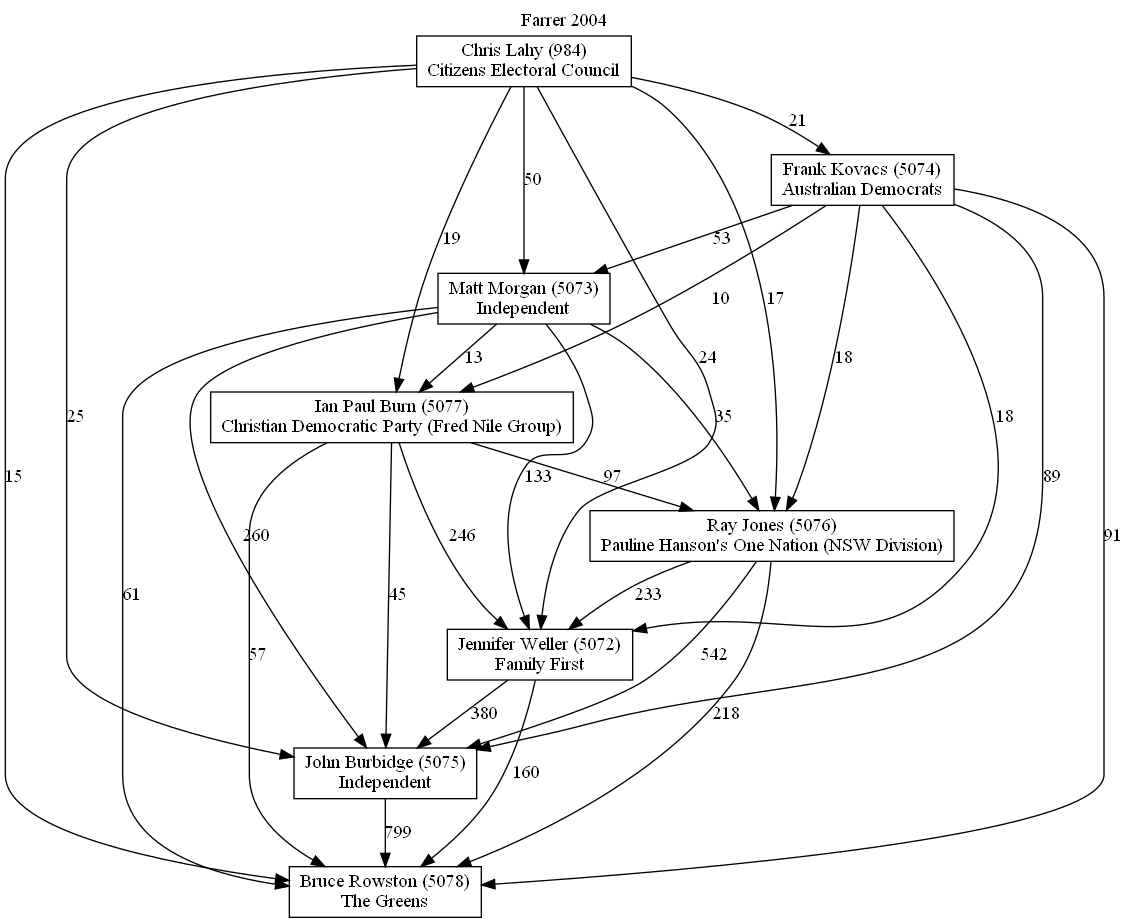 Farrer 2004
Chris Lahy (984)
Citizens Electoral Council
21
Frank Kovacs (5074)
Australian Democrats
50
19
53
Matt Morgan (5073)
Independent
10
17
13
24
18
Ian Paul Burn (5077)
Christian Democratic Party (Fred Nile Group)
25
35
18
15
133
97
89
Ray Jones (5076)
Pauline Hanson's One Nation (NSW Division)
260
246
91
61
45
233
Jennifer Weller (5072)
Family First
57
542
380
218
John Burbidge (5075)
Independent
160
799
Bruce Rowston (5078)
The Greens